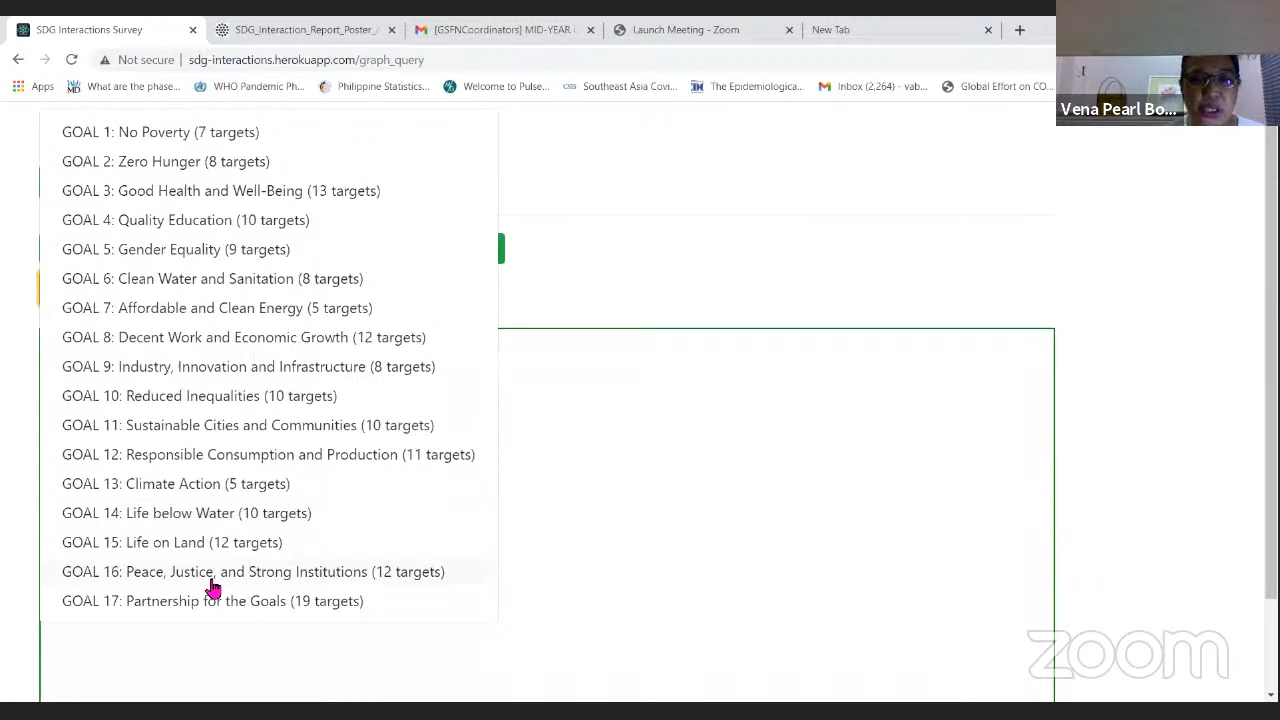 SDG Interactions Survey
SDG_Interaction_Report_Poster_
[GSFNCoordinators] MID-YEAR
Launch Meeting - Zoom
New Tab
Not secure | sdg-interactions.herokuapp.com/graph_query
Apps
What are the phase...
WHO Pandemic Ph...
Philippine Statistics...
Welcome to Pulse...
Southeast Asia Covi...
The Epidemiologica...
Inbox (2,264) - vab...
Global Effort on CO...
Vena Pearl Bo...
GOAL 1: No Poverty (7 targets)
GOAL 2: Zero Hunger (8 targets)
GOAL 3: Good Health and Well-Being (13 targets)
GOAL 4: Quality Education (10 targets)
GOAL 5: Gender Equality (9 targets)
GOAL 6: Clean Water and Sanitation (8 targets)
GOAL 7: Affordable and Clean Energy (5 targets)
GOAL 8: Decent Work and Economic Growth (12 targets)
GOAL 9: Industry, Innovation and Infrastructure (8 targets)
GOAL 10: Reduced Inequalities (10 targets)
GOAL 11: Sustainable Cities and Communities (10 targets)
GOAL 12: Responsible Consumption and Production (11 targets)
GOAL 13: Climate Action (5 targets)
GOAL 14: Life below Water (10 targets)
GOAL 15: Life on Land (12 targets)
GOAL 16: Peace, Justice, and Strong Institutions (12 targets)
GOAL 17: Partnership for the Goals (19 targets)
zoom